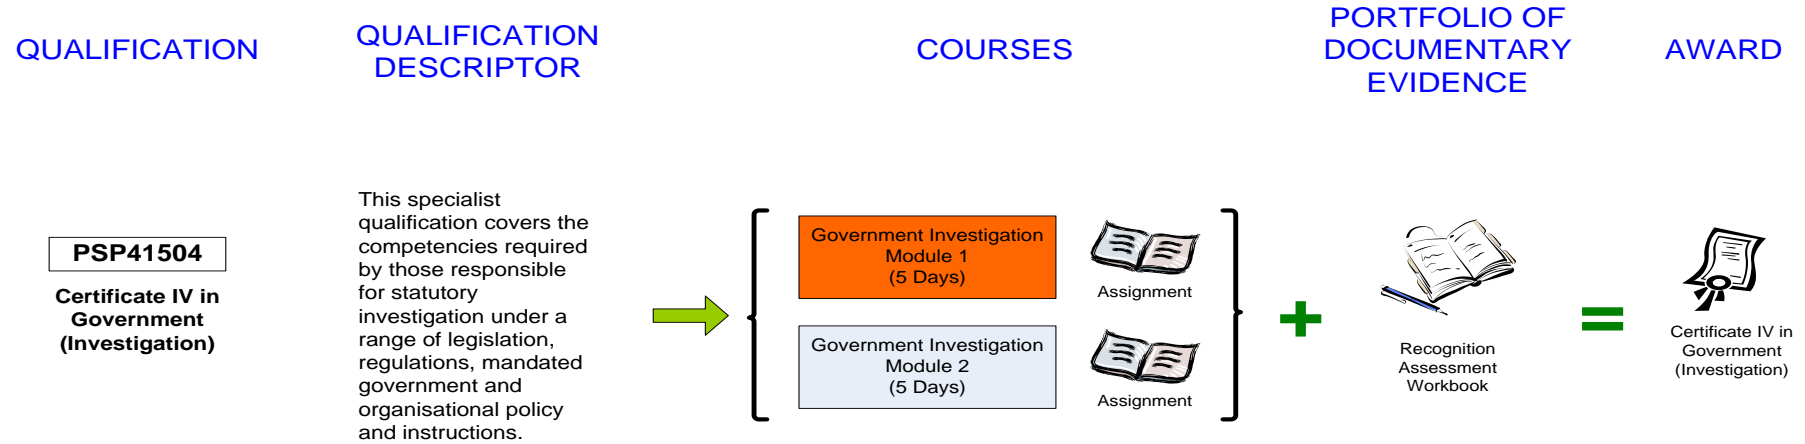 QUALIFICATION
QUALIFICATION
DESCRIPTOR
COURSES
PORTFOLIO OF
DOCUMENTARY
EVIDENCE
AWARD
PSP41504
Certificate IV in
Government
(Investigation)
This specialist
qualification covers the
competencies required
by those responsible
for statutory
investigation under a
range of legislation,
regulations, mandated
government and
organisational policy
and instructions.
Government Investigation
Module 1
(5 Days)
Assignment
Government Investigation
Module 2
(5 Days)
Assignment
+
Recognition
Assessment
Workbook
=
Certificate IV in
Government
(Investigation)